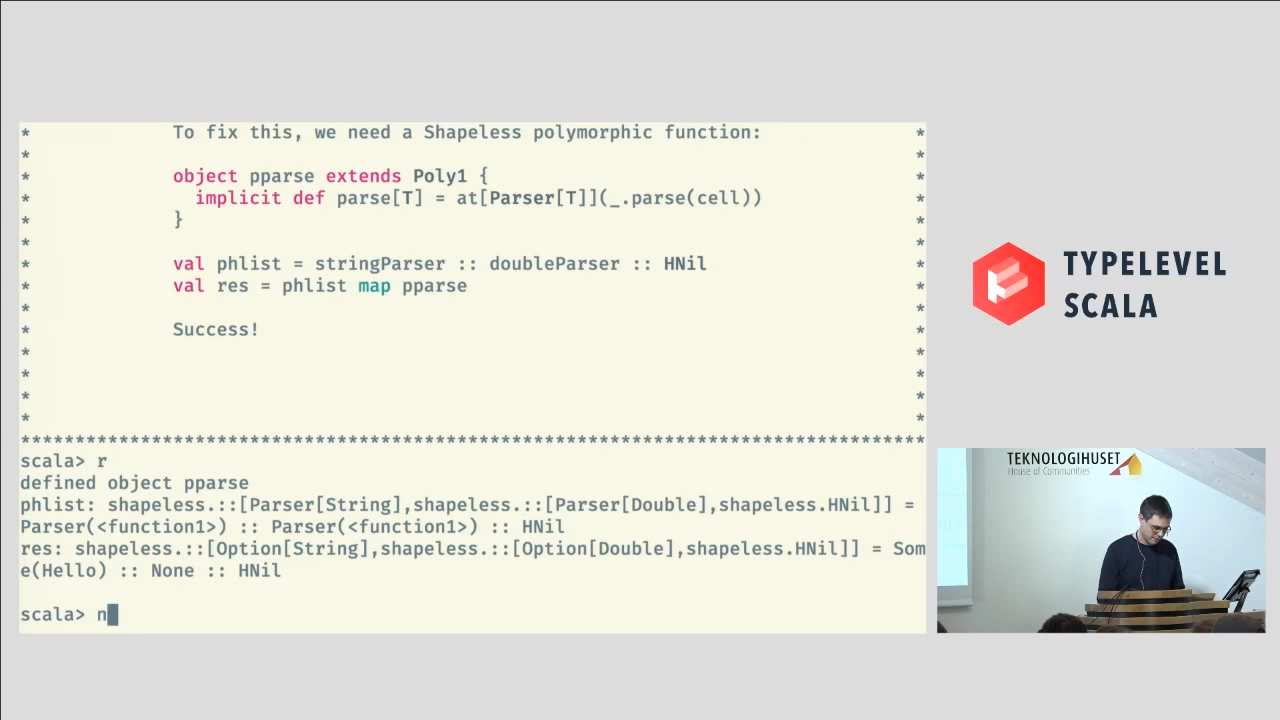 * To fix this, we need a Shapeless polymorphic function: *
* *
* object pparse extends Poly1 { *
* implicit def parse[T] = at[Parser[T]](_.parse(cell)) *
* } *
* *
* val phlist = stringParser :: doubleParser :: HNil *
* val res = phlist map pparse *
* *
* Success! *
* *
* *
* *
* *
***********************************************************************************
scala> r
defined object pparse
phlist: shapeless.::[Parser[String],shapeless.::[Parser[Double],shapeless.HNil]] =
Parser(<function1>) :: Parser(<function1>) :: HNil
res: shapeless.::[Option[String],shapeless.::[Option[Double],shapeless.HNil]] = Som
e(Hello) :: None :: HNil
scala> n
TYPELEVEL
SCALA
TEKNOLOGIHUSET
House of Communities